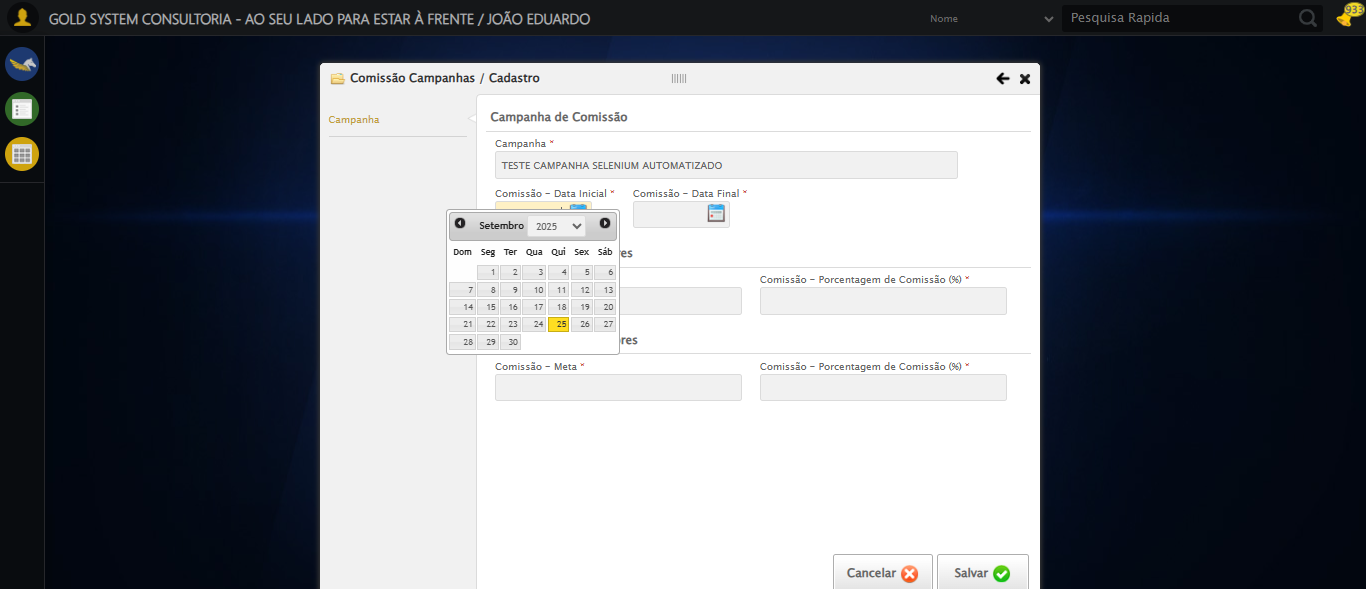 GOLD SYSTEM CONSULTORIA - AO SEU LADO PARA ESTAR À FRENTE / JOÃO EDUARDO
Nome
Pesquisa Rapida
933
Comissão Campanhas / Cadastro
Campanha
Campanha de Comissão
Campanha *
TESTE CAMPANHA SELENIUM AUTOMATIZADO
Comissão - Data Inicial * Comissão - Data Final *
Setembro 2025
Dom Seg Ter Qua Qui Sex Sáb
1 2 3 4 5 6
7 8 9 10 11 12 13
14 15 16 17 18 19 20
21 22 23 24 25 26 27
28 29 30
Comissão - Porcentagem de Comissão (%) *
Comissão - Meta * Comissão - Porcentagem de Comissão (%) *
Cancelar Salvar